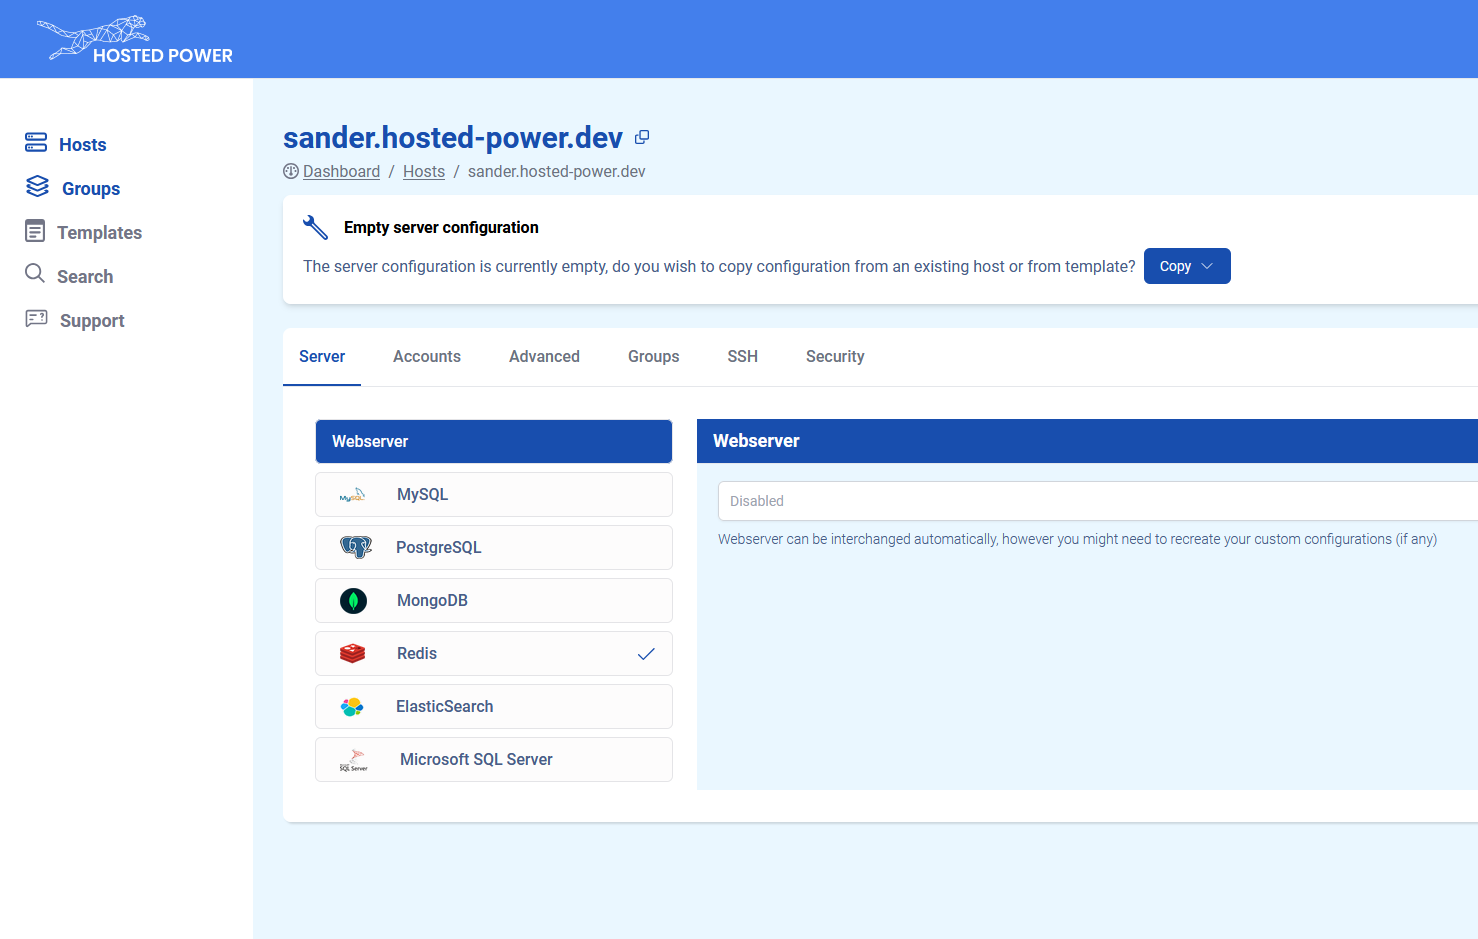 HOSTED POWER
Hosts
Groups
Templates
Search
Support
sander.hosted-power.dev
Dashboard / Hosts / sander.hosted-power.dev
Empty server configuration
The server configuration is currently empty, do you wish to copy configuration from an existing host or from template? Copy
Server Accounts Advanced Groups SSH Security
Webserver
MySQL MySQL
PostgreSQL
MongoDB
Redis
ElasticSearch
SQL Server Microsoft SQL Server
Webserver
Disabled
Webserver can be interchanged automatically, however you might need to recreate your custom configurations (if any)